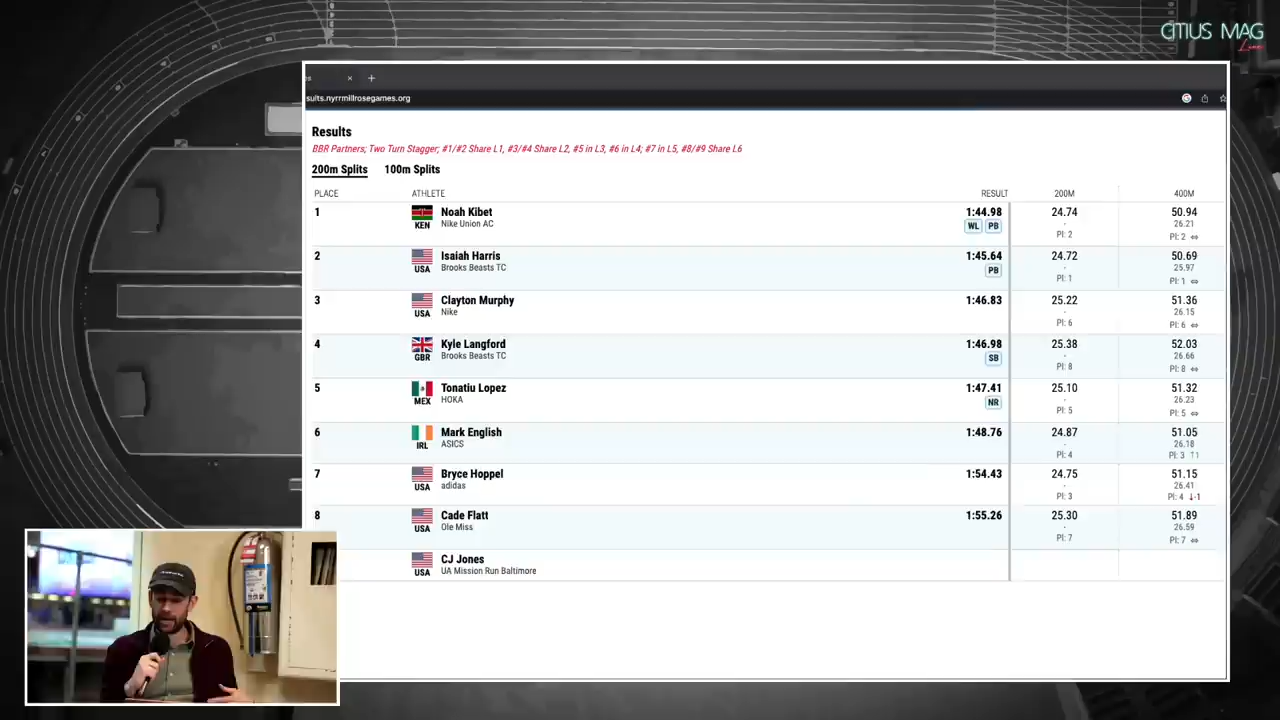 CITIUS MAG
Live
es
suits.nyrrmillrosegames.org
Results
BBR Partners; Two Turn Stagger; #1/#2 Share L1, #3/#4 Share L2, #5 in L3, #6 in L4; #7 in L5, #8/#9 Share L6
200m Splits 100m Splits
PLACE ATHLETE RESULT 200M 400M
1 KEN Noah Kibet 1:44.98 24.74 50.94
Nike Union AC WL PB - 26.21
Pl: 2 Pl: 2 ⇔
2 USA Isaiah Harris 1:45.64 24.72 50.69
Brooks Beasts TC PB - 25.97
Pl: 1 Pl: 1 ⇔
3 USA Clayton Murphy 1:46.83 25.22 51.36
Nike - 26.15
Pl: 6 Pl: 6 ⇔
4 GBR Kyle Langford 1:46.98 25.38 52.03
Brooks Beasts TC SB - 26.66
Pl: 8 Pl: 8 ⇔
5 MEX Tonatiu Lopez 1:47.41 25.10 51.32
HOKA NR - 26.23
Pl: 5 Pl: 5 ⇔
6 IRL Mark English 1:48.76 24.87 51.05
ASICS - 26.18
Pl: 4 Pl: 3 ↑1
7 USA Bryce Hoppel 1:54.43 24.75 51.15
adidas - 26.41
Pl: 3 Pl: 4 ↓-1
8 USA Cade Flatt 1:55.26 25.30 51.89
Ole Miss - 26.59
Pl: 7 Pl: 7 ⇔
USA CJ Jones
UA Mission Run Baltimore